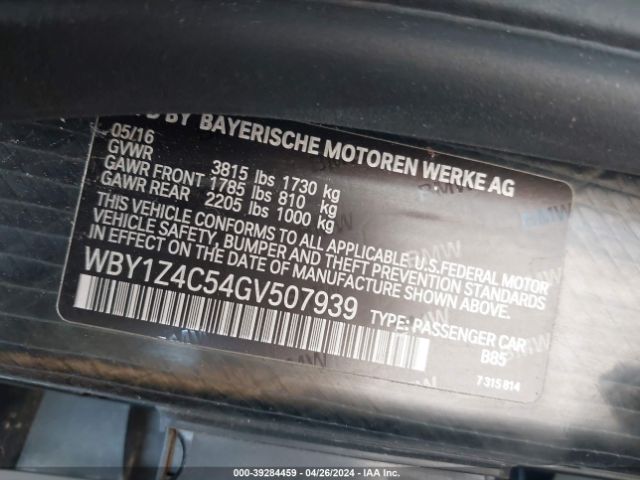 BY BAYERISCHE MOTOREN WERKE AG
05/16
GVWR 3815 lbs 1730 kg
GAWR FRONT 1785 lbs 810 kg
GAWR REAR 2205 lbs 1000 kg
THIS VEHICLE CONFORMS TO ALL APPLICABLE U.S.FEDERAL MOTOR
VEHICLE SAFETY, BUMPER AND THEFT PREVENTION STANDARDS
IN EFFECT ON THE DATE OF MANUFACTURE SHOWN ABOVE.
WBY1Z4C54GV507939 TYPE: PASSENGER CAR
B85
7 315 814
000-39284459 - 04/26/2024 - IAA Inc.